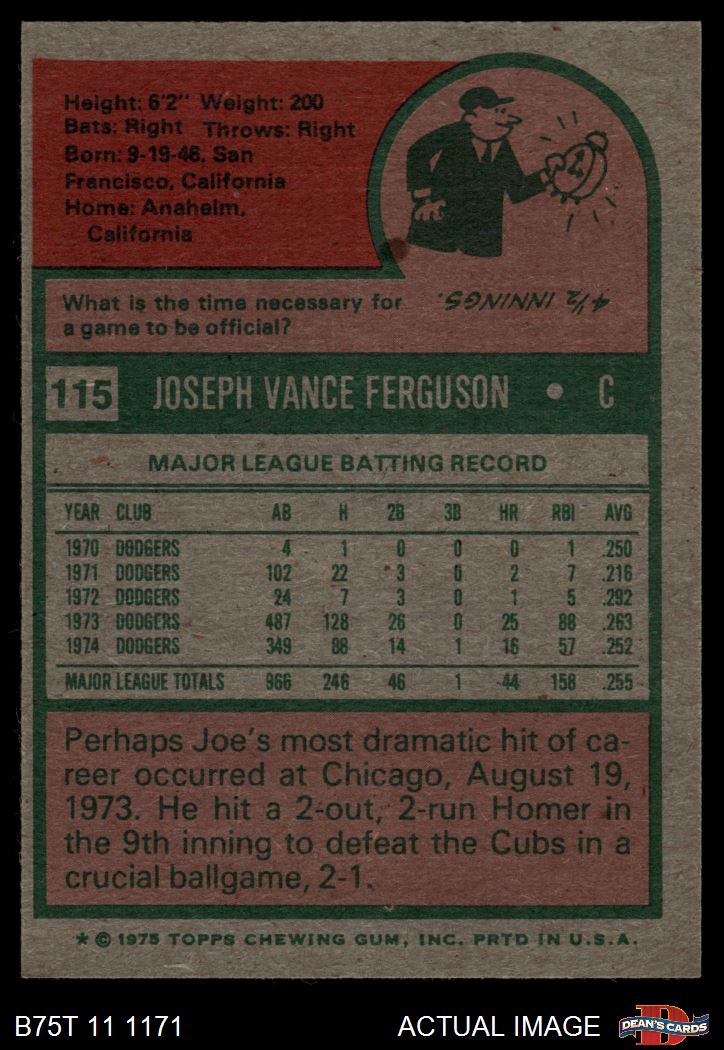 Height: 6'2" Weight: 200
Bats: Right Throws: Right
Born: 9-19-46, San
Francisco, California
Home: Anaheim,
California
What is the time necessary for
a game to be official?
4½ INNINGS.
115 JOSEPH VANCE FERGUSON • C
MAJOR LEAGUE BATTING RECORD
YEAR CLUB AB H 2B 3B HR RBI AVG
1970 DODGERS 4 1 0 0 0 1 .250
1971 DODGERS 102 22 3 0 2 7 .216
1972 DODGERS 24 7 3 0 1 5 .292
1973 DODGERS 487 128 26 0 25 88 .263
1974 DODGERS 349 88 14 1 16 57 .252
MAJOR LEAGUE TOTALS 966 246 46 1 44 158 .255
Perhaps Joe's most dramatic hit of ca-
reer occurred at Chicago, August 19,
1973. He hit a 2-out, 2-run Homer in
the 9th inning to defeat the Cubs in a
crucial ballgame, 2-1.
* © 1975 TOPPS CHEWING GUM, INC. PRTD IN U.S.A.
B75T 11 1171 ACTUAL IMAGE D DEAN'S CARDS